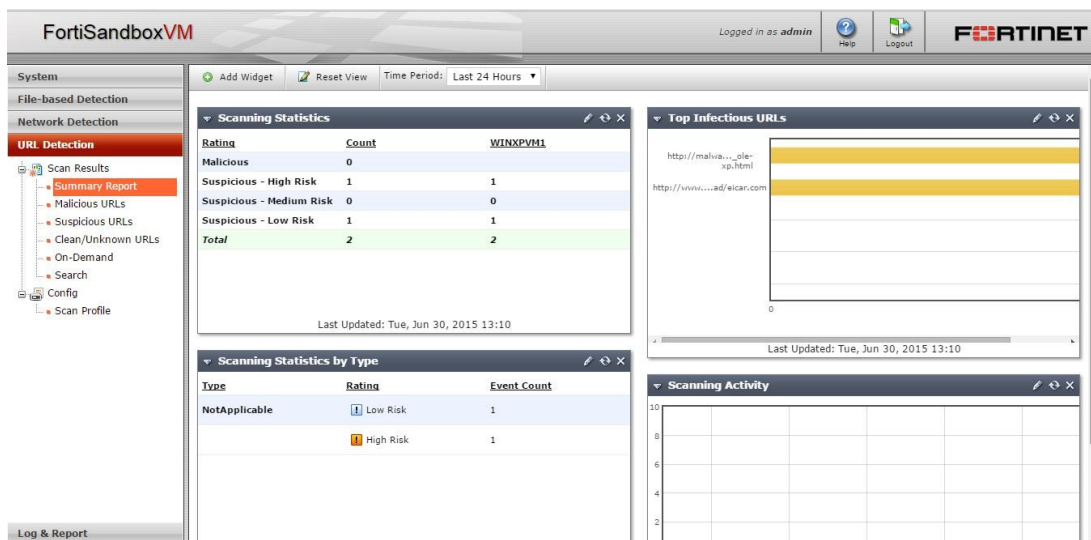 FortiSandboxVM
Logged in as admin
Help
Logout
FORTINET
System
File-based Detection
Network Detection
URL Detection
Scan Results
Summary Report
Malicious URLs
Suspicious URLs
Clean/Unknown URLs
On-Demand
Search
Config
Scan Profile
Log & Report
Add Widget Reset View Time Period: Last 24 Hours
Scanning Statistics
Rating Count WINXPVM1
Malicious 0
Suspicious - High Risk 1 1
Suspicious - Medium Risk 0 0
Suspicious - Low Risk 1 1
Total 2 2
Last Updated: Tue, Jun 30, 2015 13:10
Top Infectious URLs
http://malwa..._ole-
xp.html
http://www....ad/eicar.com
0
Last Updated: Tue, Jun 30, 2015 13:10
Scanning Statistics by Type
Type Rating Event Count
NotApplicable Low Risk 1
High Risk 1
Scanning Activity
10
8
6
4
2